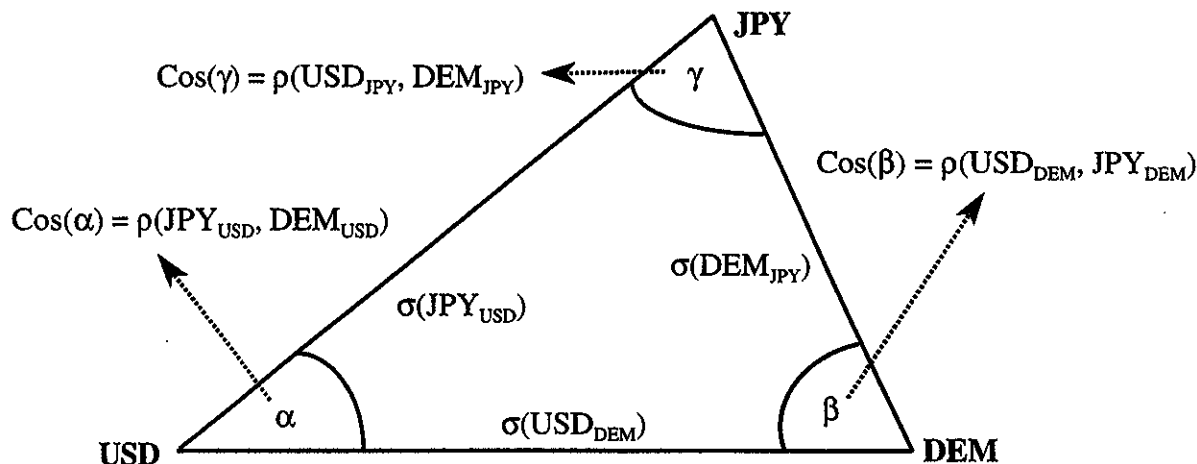 JPY
Cos(γ) = ρ(USD_JPY, DEM_JPY)
γ
Cos(β) = ρ(USD_DEM, JPY_DEM)
Cos(α) = ρ(JPY_USD, DEM_USD)
σ(DEM_JPY)
σ(JPY_USD)
α
β
σ(USD_DEM)
USD
DEM